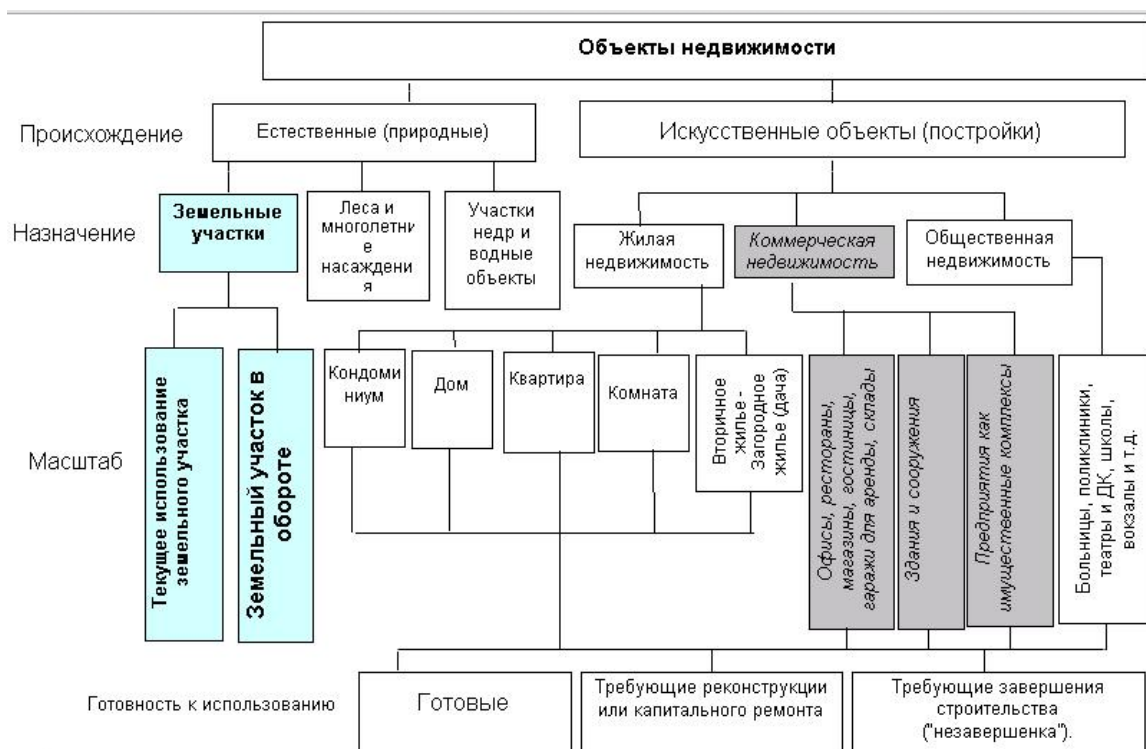 Объекты недвижимости
Происхождение
Естественные (природные)
Искусственные объекты (постройки)
Назначение
Земельные
участки
Леса и
многолетни
е
насаждени
я
Участки
недр и
водные
объекты
Жилая
недвижимость
Коммерческая
недвижимость
Общественная
недвижимость
Масштаб
Текущее использование
земельного участка
Земельный участок в
обороте
Кондоми
ниум
Дом
Квартира
Комната
Вторичное
жилье -
Загородное
жилье (дача)
Офисы, рестораны,
магазины, гостиницы,
гаражи для аренды, склады
Здания и сооружения
Предприятия как
имущественные комплексы
Больницы, поликлиники,
театры и ДК, школы,
вокзалы и т.д.
Готовность к использованию
Готовые
Требующие реконструкции
или капитального ремонта
Требующие завершения
строительства
("незавершенка").